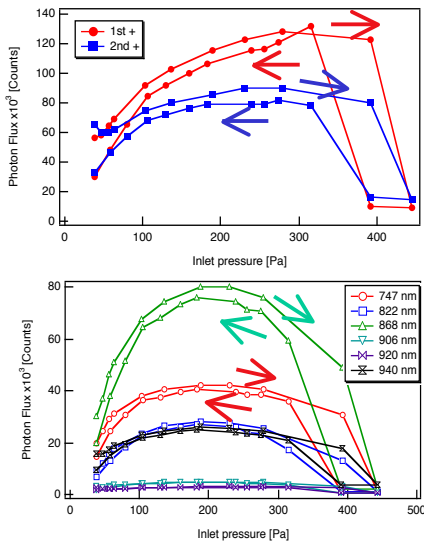 140
120
100
80
60
40
20
0
Photon Flux x10³ [Counts]
1st +
2nd +
0
100
200
300
400
Inlet pressure [Pa]
80
60
40
20
0
Photon Flux x10³ [Counts]
747 nm
822 nm
868 nm
906 nm
920 nm
940 nm
0
100
200
300
400
500
Inlet pressure [Pa]